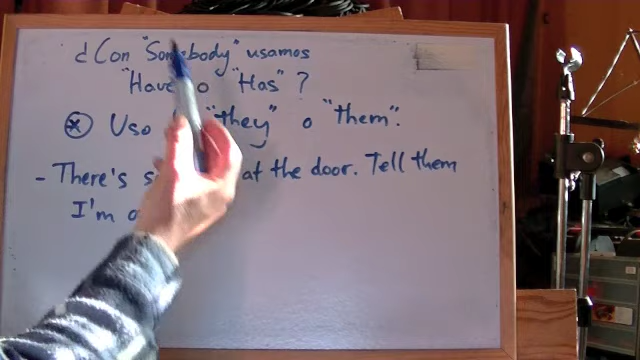 ¿Con "Somebody" usamos
"Have" o "Has" ?
* Uso "they" o "them".
- There's at the door. Tell them
I'm